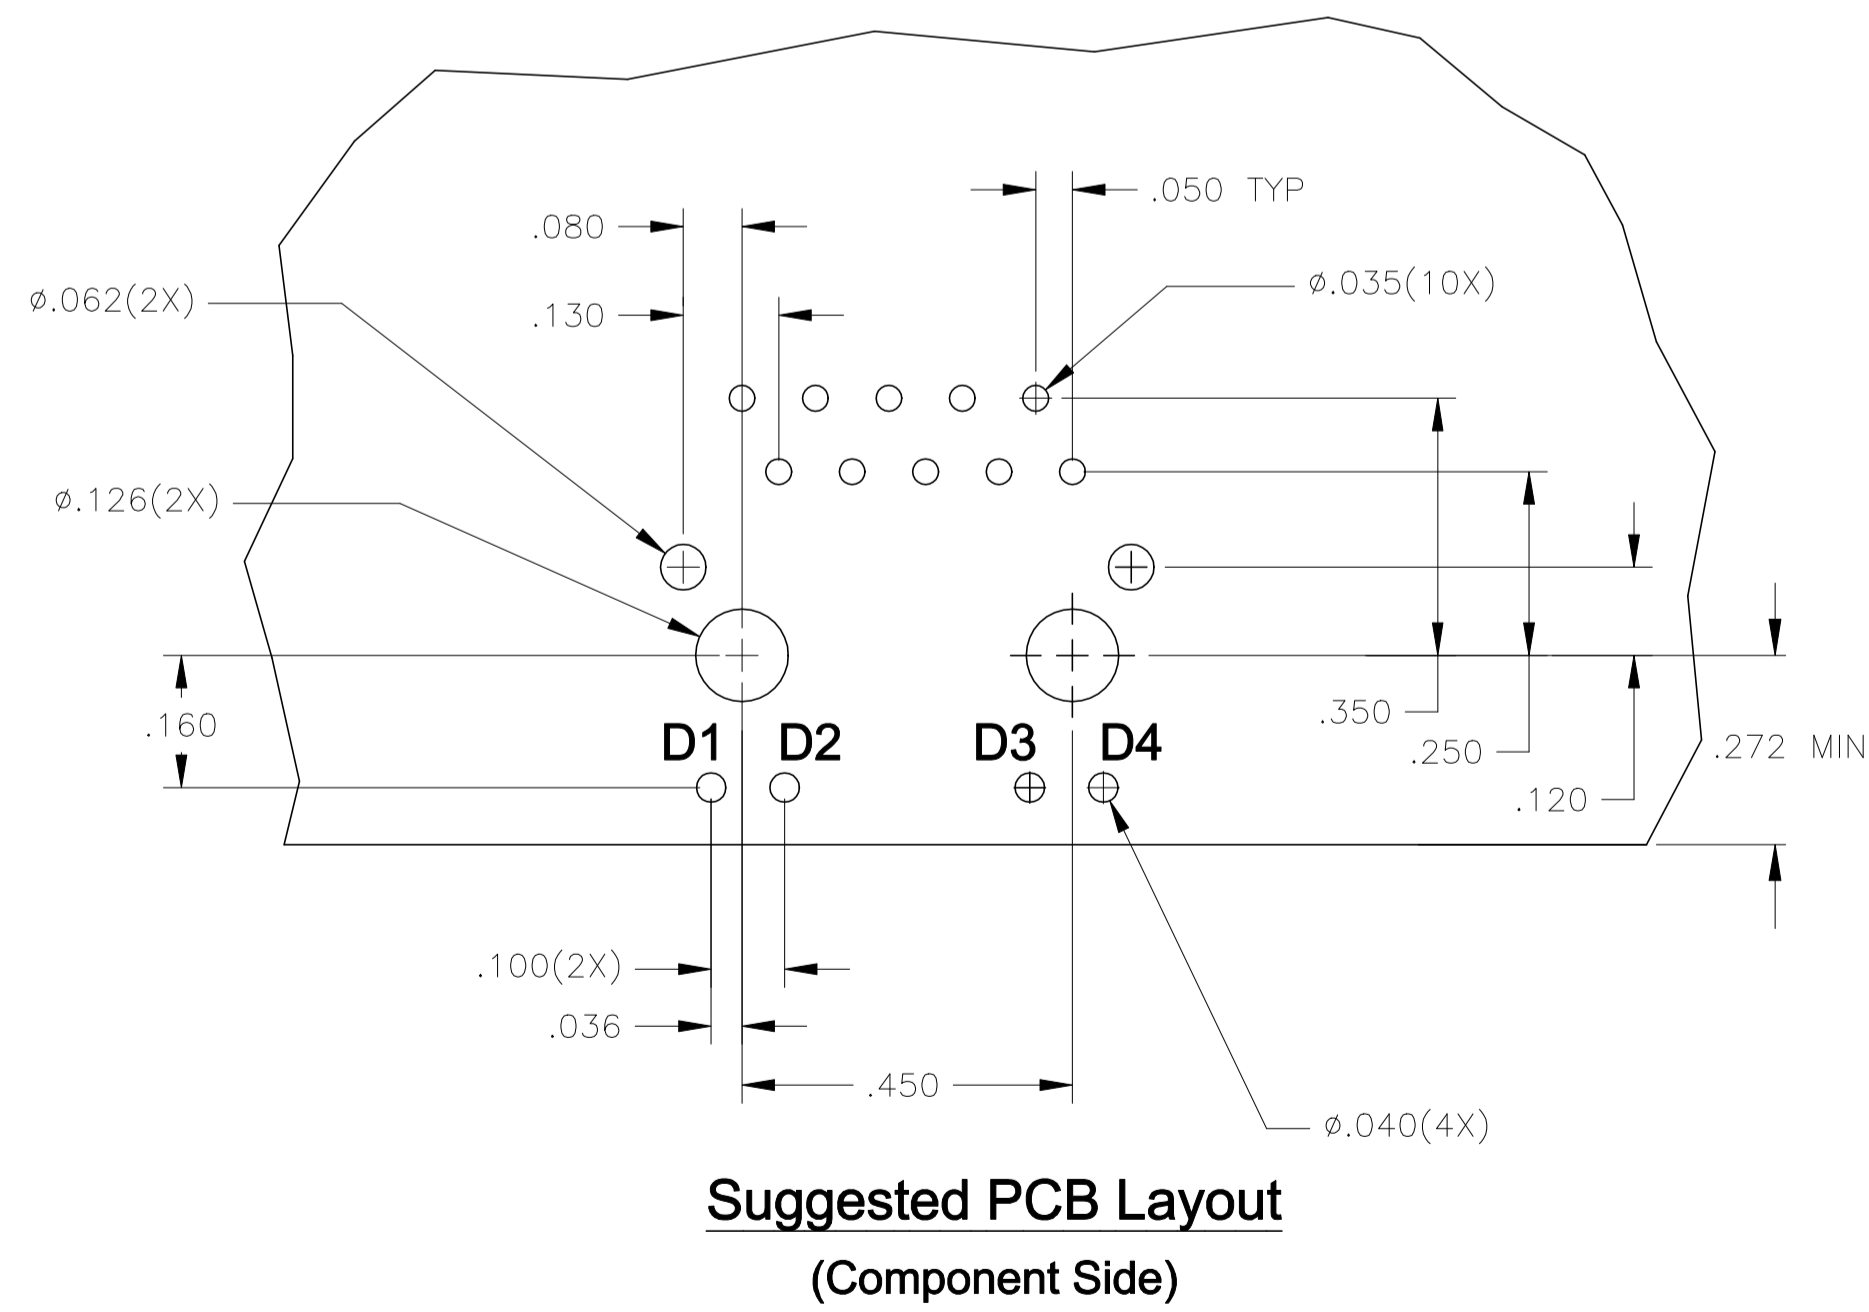 .050 TYP
.080
ø.035(10X)
ø.062(2X)
.130
ø.126(2X)
.160
.350
D1 D2 D3 D4
.250
.272 MIN
.120
.100(2X)
.036
.450
ø.040(4X)
Suggested PCB Layout
(Component Side)